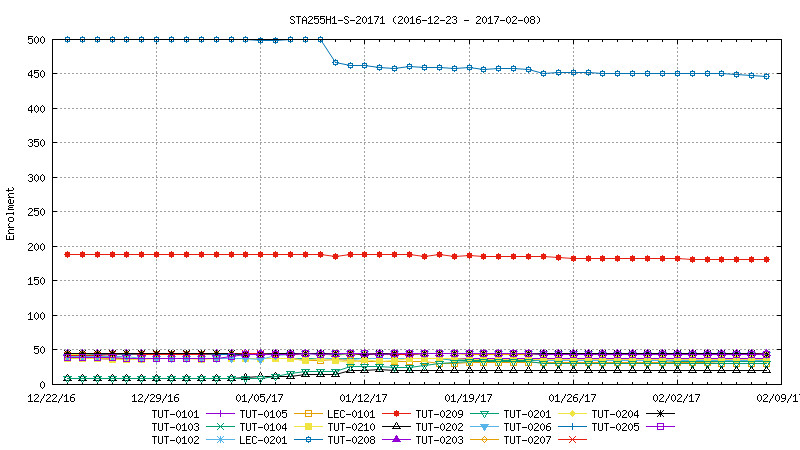 STA255H1-S-20171 (2016-12-23 - 2017-02-08)
500
450
400
350
300
250
200
150
100
50
0
Enrolment
12/22/16 12/29/16 01/05/17 01/12/17 01/19/17 01/26/17 02/02/17 02/09/17
TUT-0101 TUT-0105 LEC-0101 TUT-0209 TUT-0201 TUT-0204
TUT-0103 TUT-0104 TUT-0210 TUT-0202 TUT-0206 TUT-0205
TUT-0102 LEC-0201 TUT-0208 TUT-0203 TUT-0207